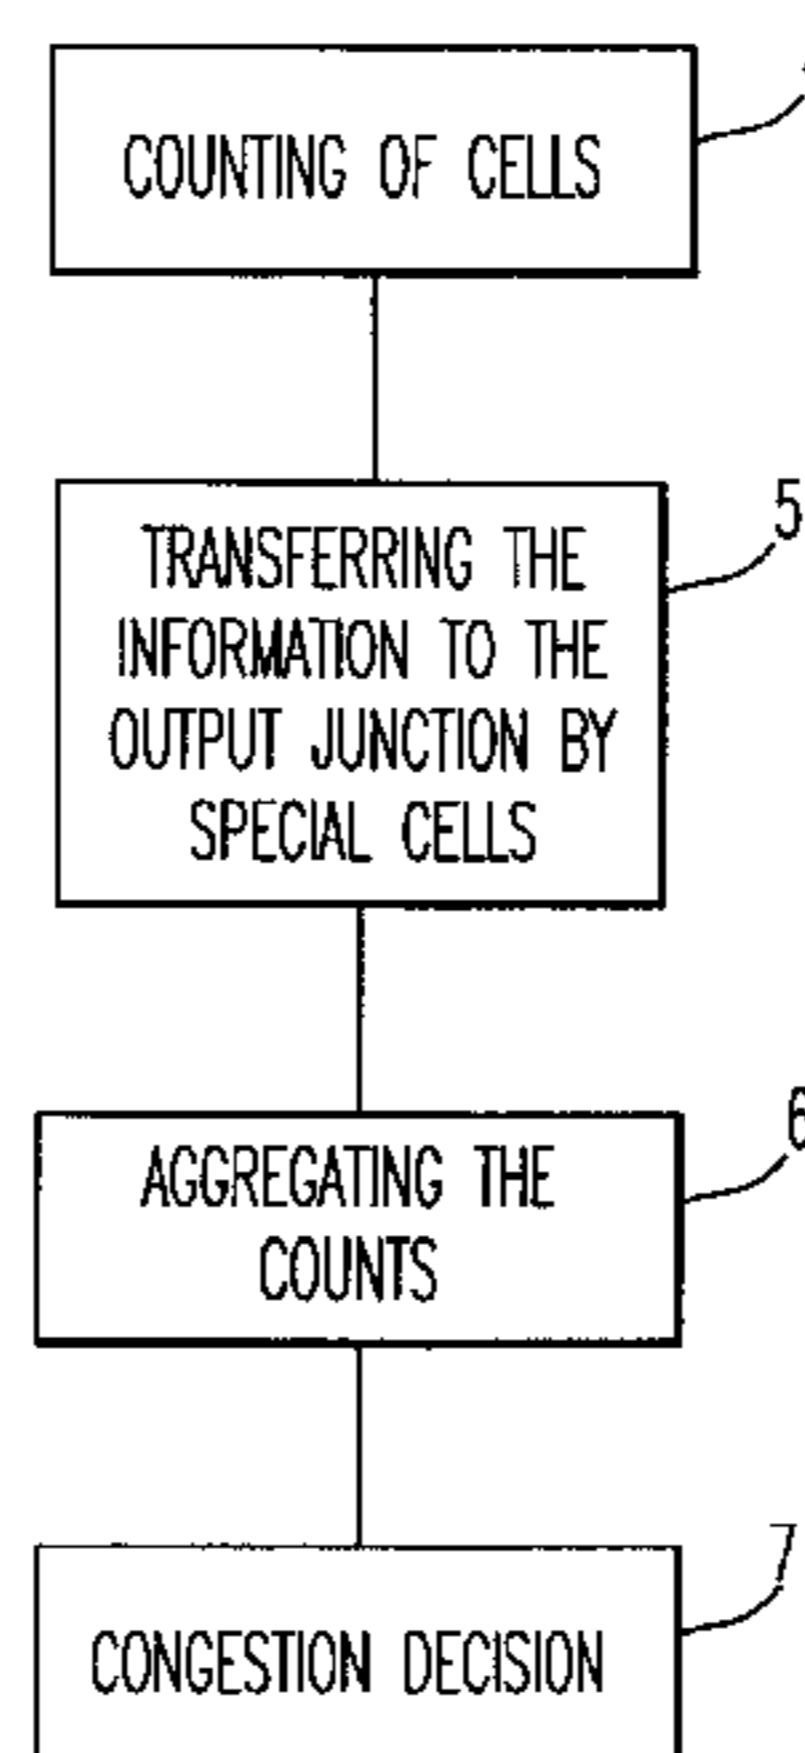 COUNTING OF CELLS
5
TRANSFERRING THE
INFORMATION TO THE
OUTPUT JUNCTION BY
SPECIAL CELLS
6
AGGREGATING THE
COUNTS
7
CONGESTION DECISION